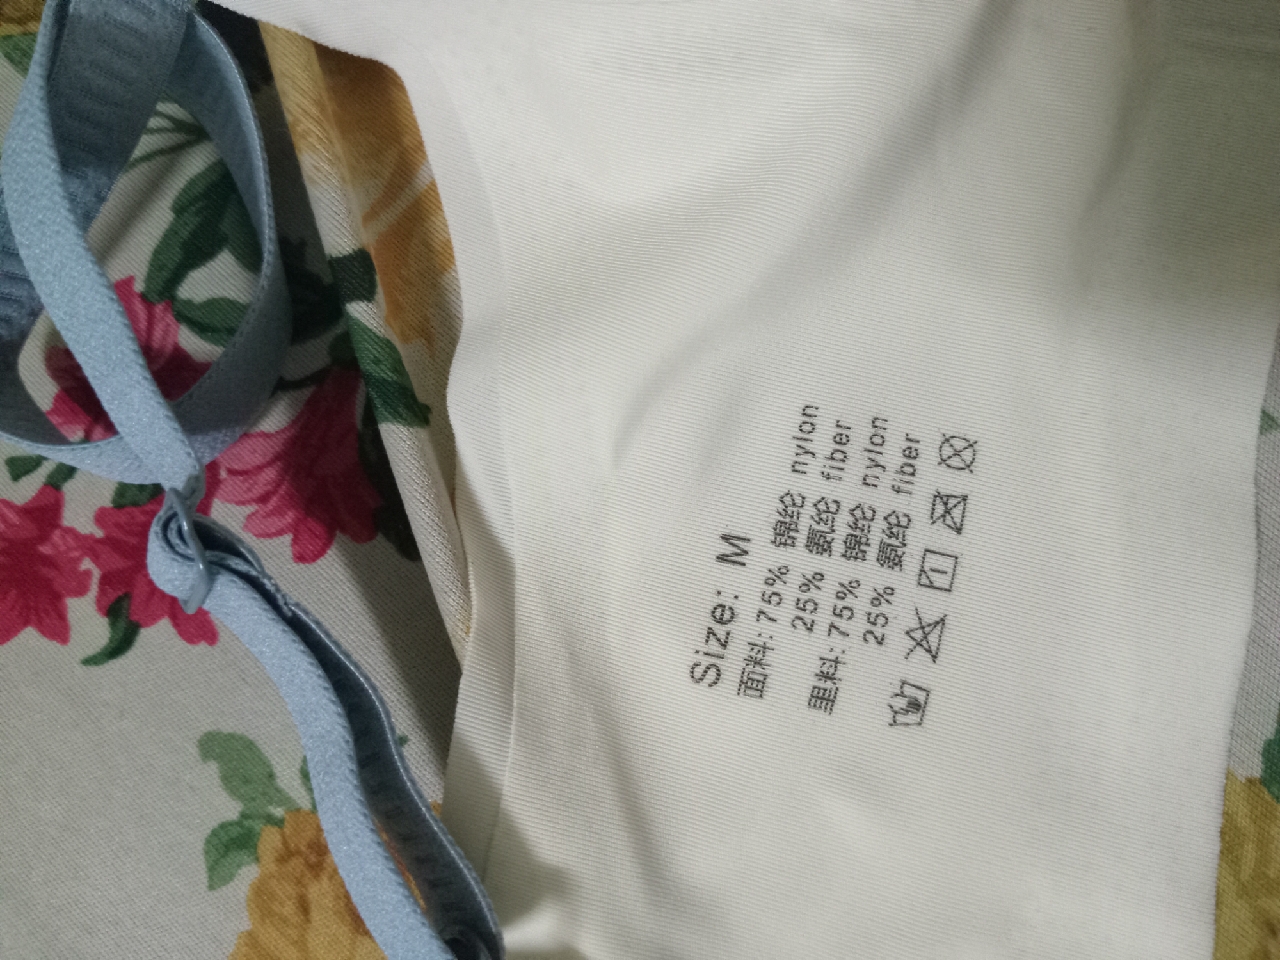 Size: M
面料: 75% 锦纶 nylon
25% 氨纶 fiber
里料: 75% 锦纶 nylon
25% 氨纶 fiber